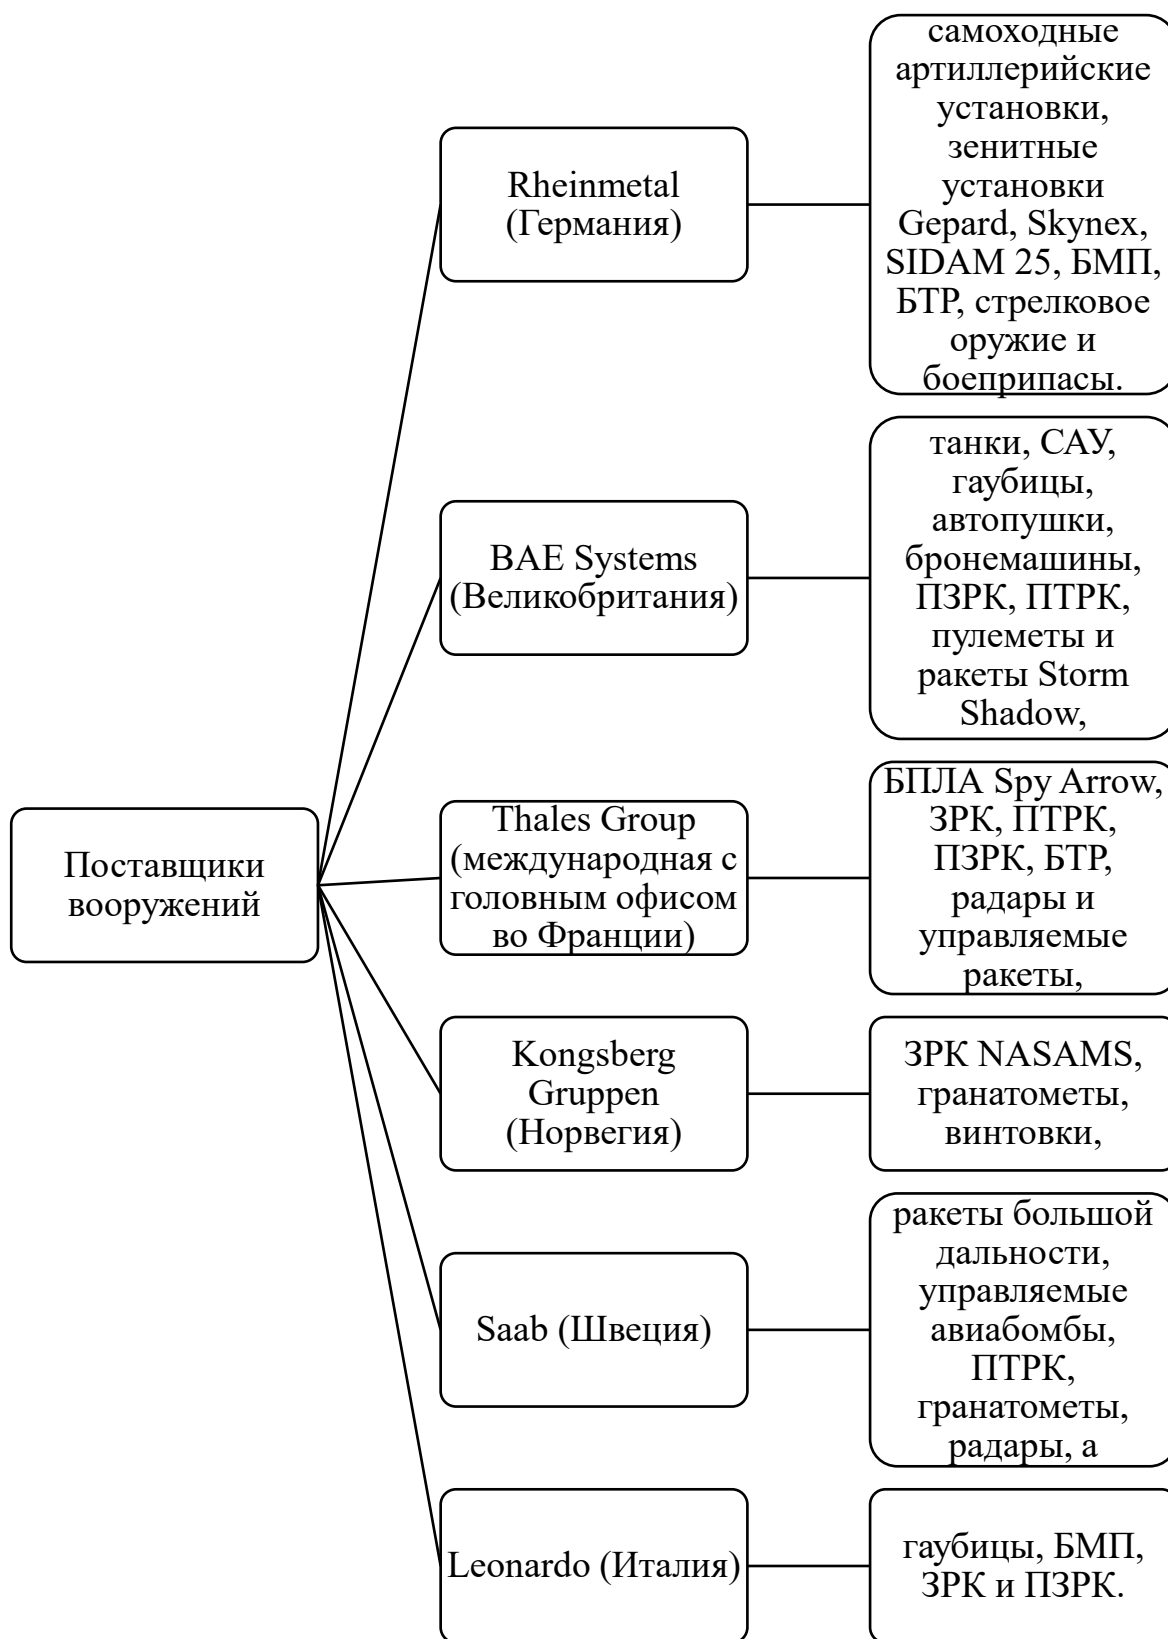 Поставщики
вооружений
Rheinmetal
(Германия)
самоходные
артиллерийские
установки,
зенитные
установки
Gepard, Skynex,
SIDAM 25, БМП,
БТР, стрелковое
оружие и
боеприпасы.
BAE Systems
(Великобритания)
танки, САУ,
гаубицы,
автопушки,
бронемашины,
ПЗРК, ПТРК,
пулеметы и
ракеты Storm
Shadow,
Thales Group
(международная с
головным офисом
во Франции)
БПЛА Spy Arrow,
ЗРК, ПТРК,
ПЗРК, БТР,
радары и
управляемые
ракеты,
Kongsberg
Gruppen
(Норвегия)
ЗРК NASAMS,
гранатометы,
винтовки,
Saab (Швеция)
ракеты большой
дальности,
управляемые
авиабомбы,
ПТРК,
гранатометы,
радары, а
Leonardo (Италия)
гаубицы, БМП,
ЗРК и ПЗРК.